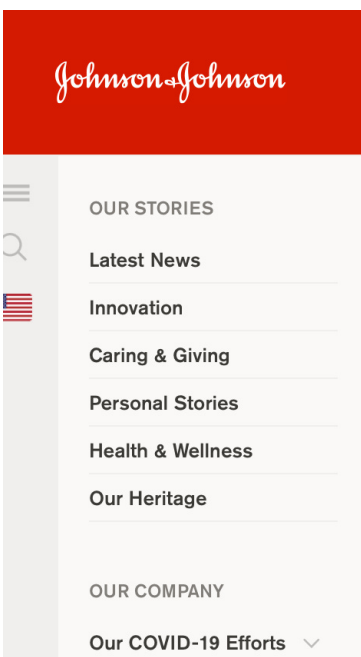 Johnson&Johnson
OUR STORIES
Latest News
Innovation
Caring & Giving
Personal Stories
Health & Wellness
Our Heritage
OUR COMPANY
Our COVID-19 Efforts